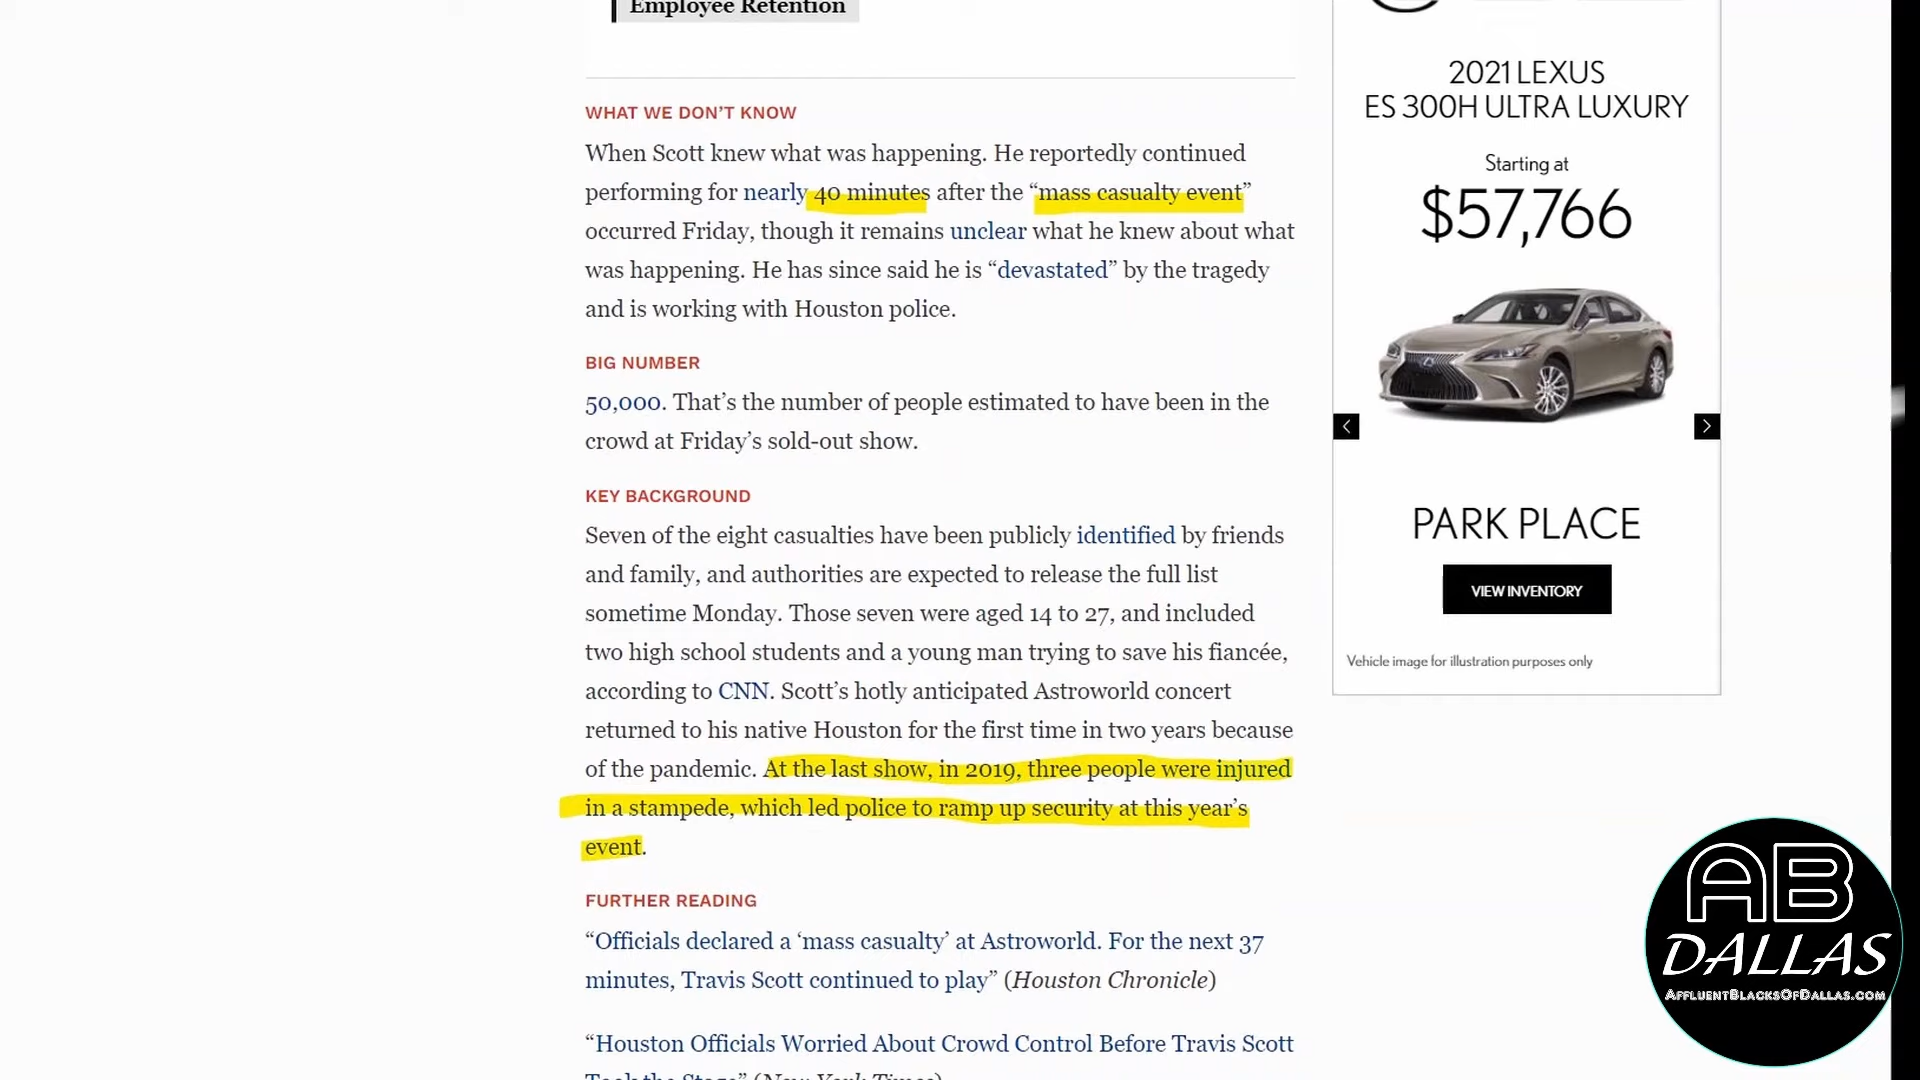 Employee Retention
WHAT WE DON'T KNOW
When Scott knew what was happening. He reportedly continued
performing for nearly 40 minutes after the “mass casualty event”
occurred Friday, though it remains unclear what he knew about what
was happening. He has since said he is “devastated” by the tragedy
and is working with Houston police.
BIG NUMBER
50,000. That’s the number of people estimated to have been in the
crowd at Friday’s sold-out show.
KEY BACKGROUND
Seven of the eight casualties have been publicly identified by friends
and family, and authorities are expected to release the full list
sometime Monday. Those seven were aged 14 to 27, and included
two high school students and a young man trying to save his fiancée,
according to CNN. Scott’s hotly anticipated Astroworld concert
returned to his native Houston for the first time in two years because
of the pandemic. At the last show, in 2019, three people were injured
in a stampede, which led police to ramp up security at this year’s
event.
FURTHER READING
“Officials declared a ‘mass casualty’ at Astroworld. For the next 37
minutes, Travis Scott continued to play” (Houston Chronicle)
“Houston Officials Worried About Crowd Control Before Travis Scott
Took the Stage” (New York Times)
2021 LEXUS
ES 300H ULTRA LUXURY
Starting at
$57,766
PARK PLACE
VIEW INVENTORY
Vehicle image for illustration purposes only
AB
DALLAS
AFFLUENTBLACKSOFDALLAS.COM